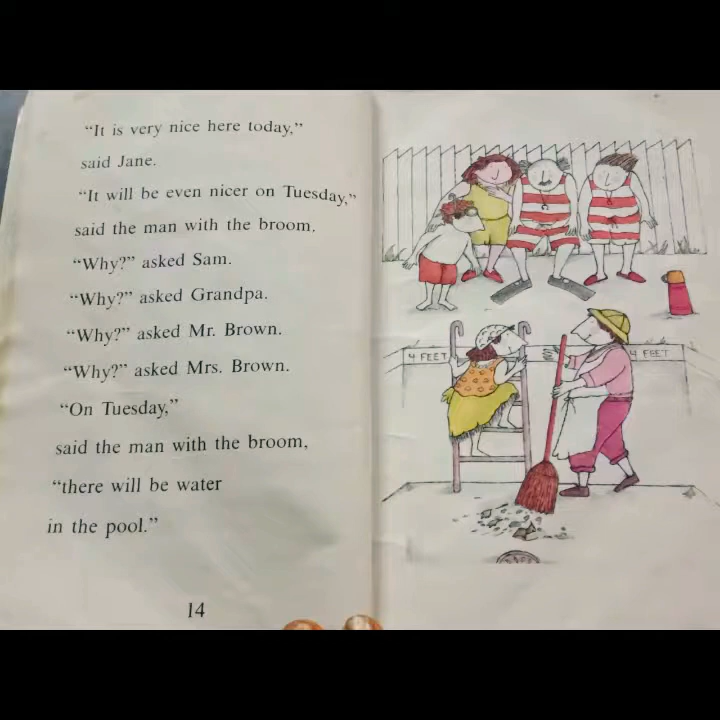 “It is very nice here today,”
said Jane.
“It will be even nicer on Tuesday,”
said the man with the broom.
“Why?” asked Sam.
“Why?” asked Grandpa.
“Why?” asked Mr. Brown.
“Why?” asked Mrs. Brown.
“On Tuesday,”
said the man with the broom,
“there will be water
in the pool.”
14
4 FEET
4 FEET